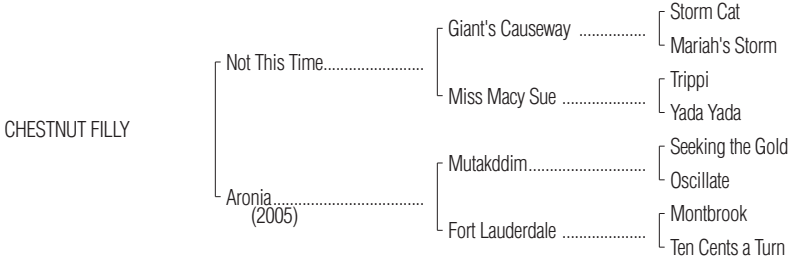 Storm Cat
Giant's Causeway ................
Mariah's Storm
Not This Time........................
Trippi
Miss Macy Sue ....................
Yada Yada
CHESTNUT FILLY
Seeking the Gold
Mutakddim............................
Oscillate
Aronia....................................
(2005)
Montbrook
Fort Lauderdale ....................
Ten Cents a Turn